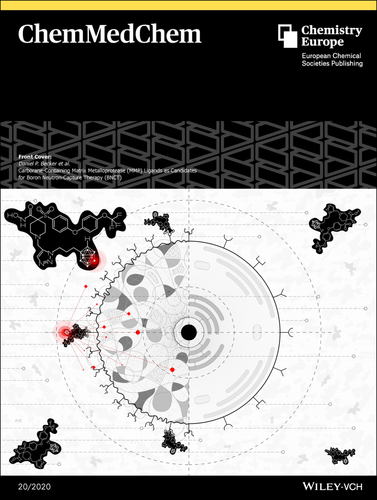 ChemMedChem
Chemistry
Europe
European Chemical
Societies Publishing
Front Cover:
Daniel P. Becker et al.
Carborane-Containing Matrix Metalloprotease (MMP) Ligands as Candidates
for Boron Neutron-Capture Therapy (BNCT)
20/2020
WILEY-VCH